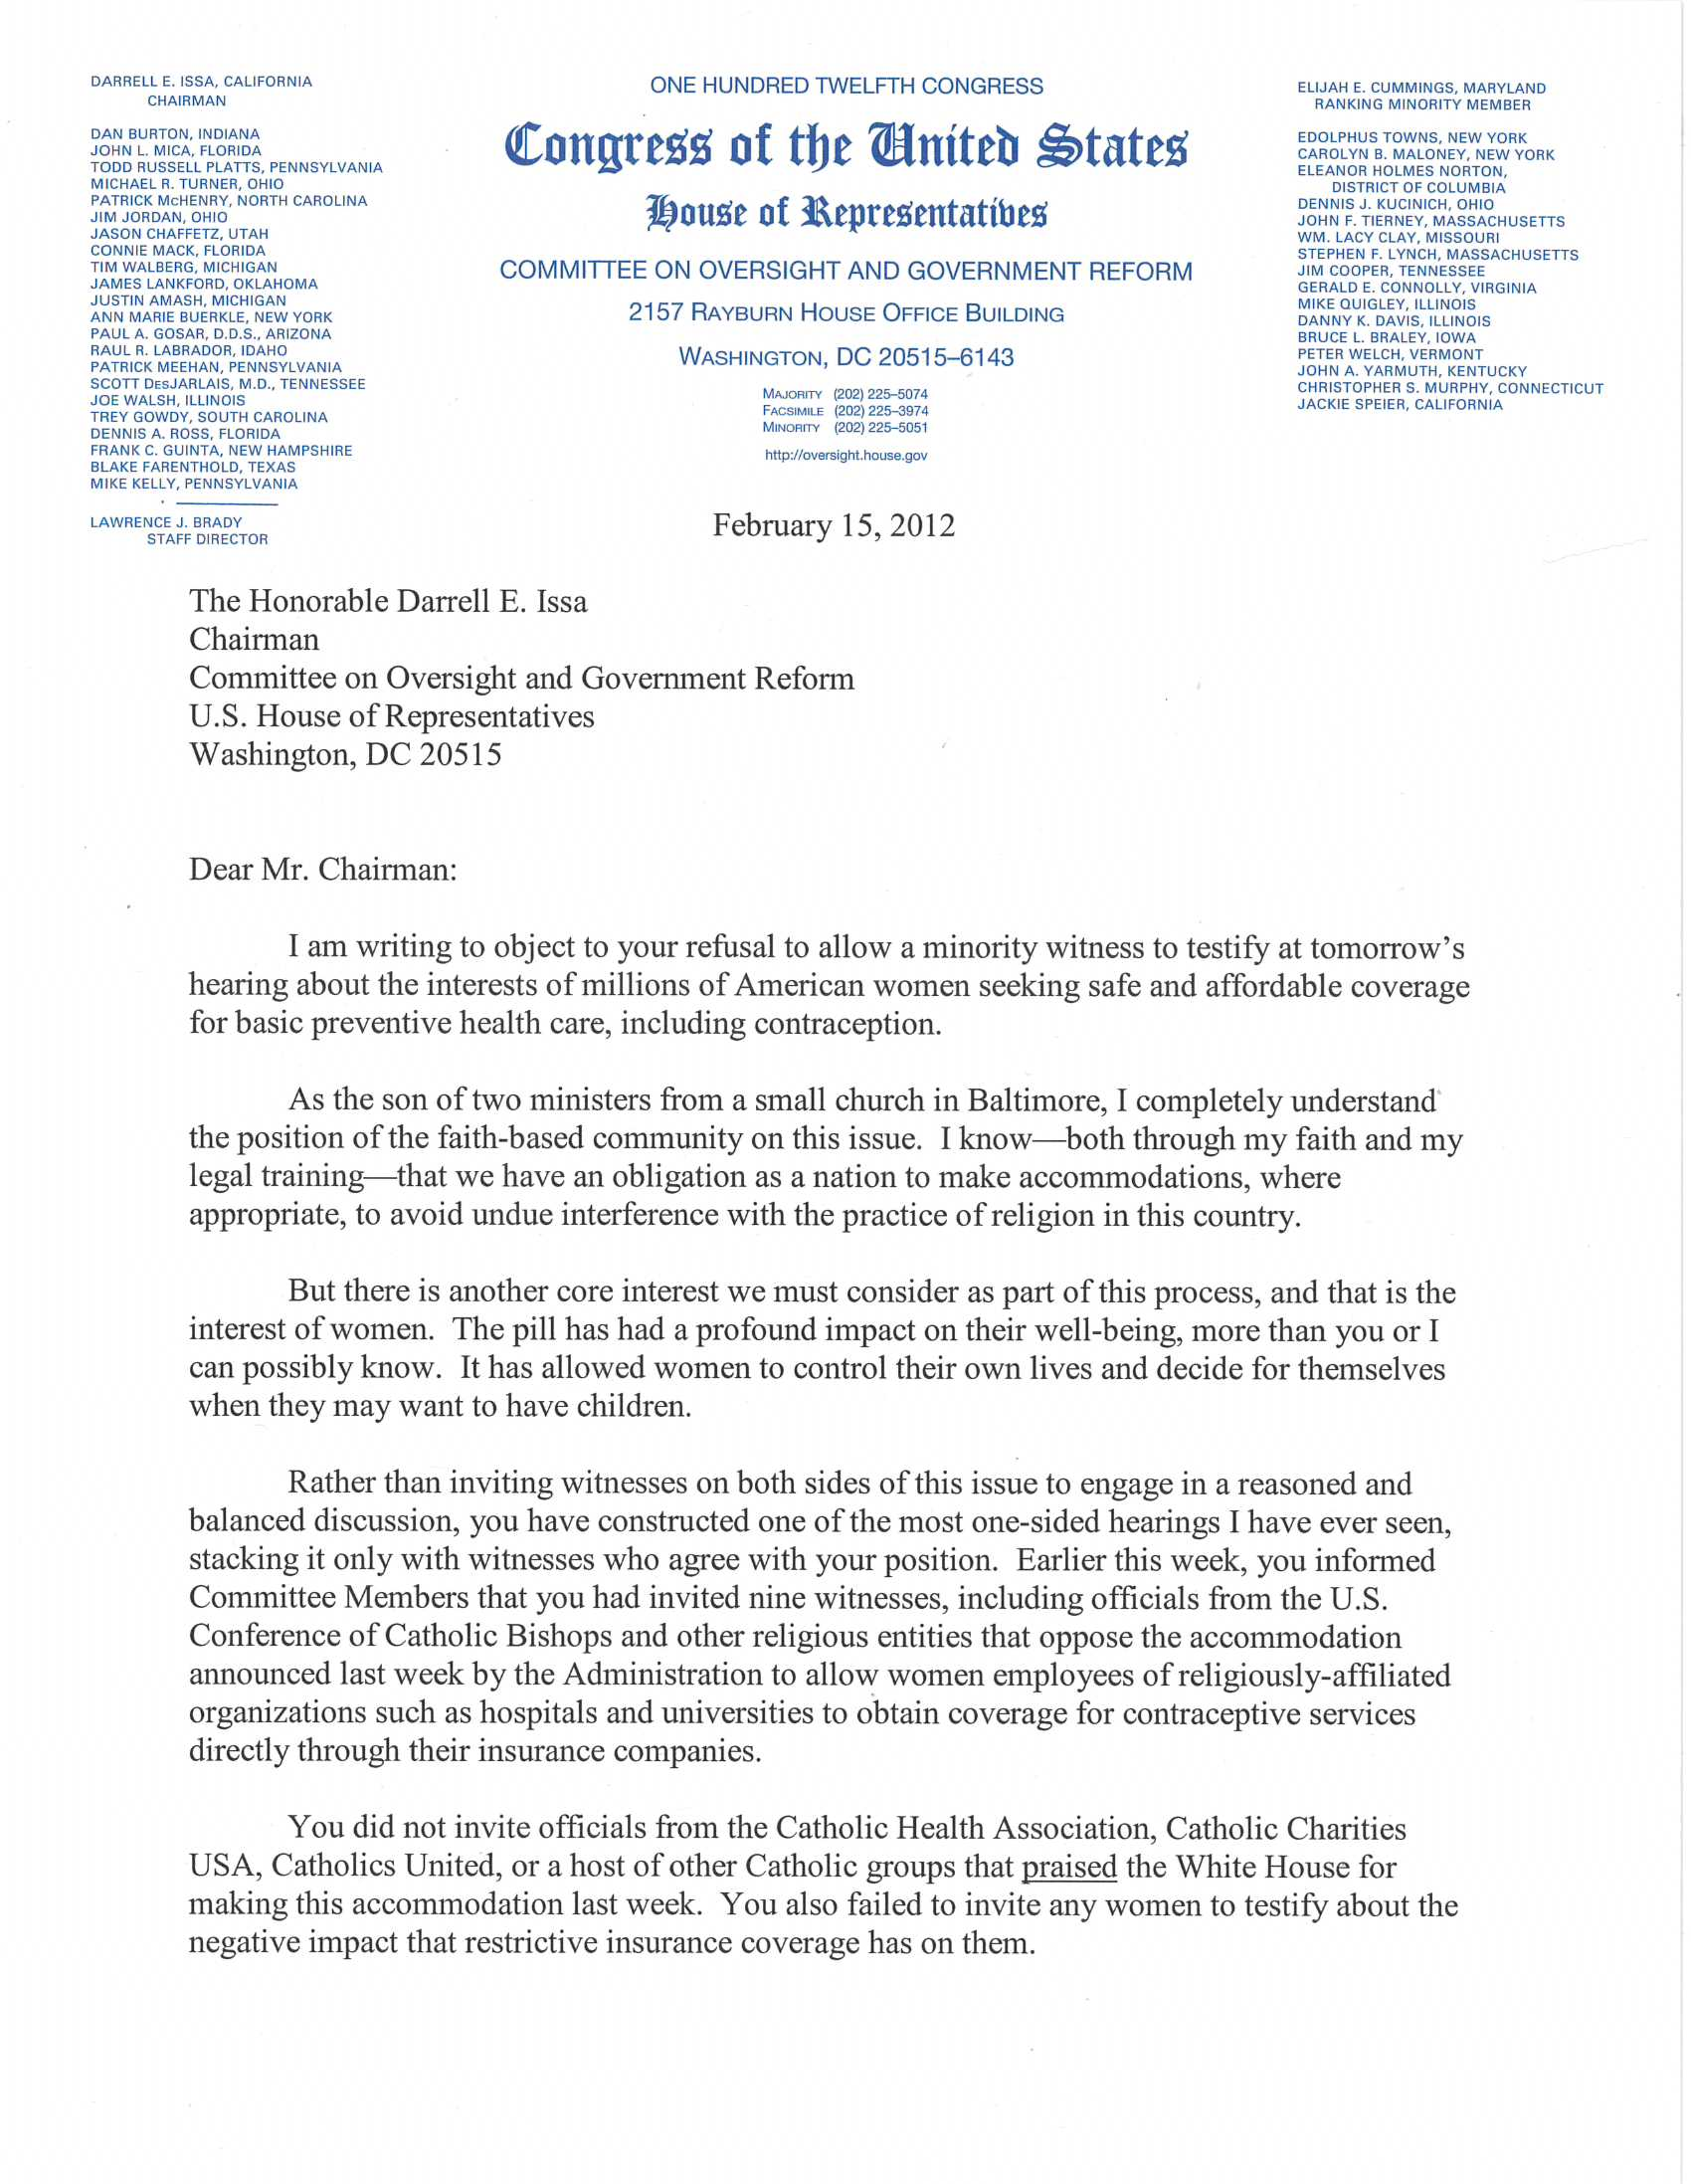 DARRELL E. ISSA, CALIFORNIA
CHAIRMAN
DAN BURTON, INDIANA
JOHN L. MICA, FLORIDA
TODD RUSSELL PLATTS, PENNSYLVANIA
MICHAEL R. TURNER, OHIO
PATRICK McHENRY, NORTH CAROLINA
JIM JORDAN, OHIO
JASON CHAFFETZ, UTAH
CONNIE MACK, FLORIDA
TIM WALBERG, MICHIGAN
JAMES LANKFORD, OKLAHOMA
JUSTIN AMASH, MICHIGAN
ANN MARIE BUERKLE, NEW YORK
PAUL A. GOSAR, D.D.S., ARIZONA
RAUL R. LABRADOR, IDAHO
PATRICK MEEHAN, PENNSYLVANIA
SCOTT DesJARLAIS, M.D., TENNESSEE
JOE WALSH, ILLINOIS
TREY GOWDY, SOUTH CAROLINA
DENNIS A. ROSS, FLORIDA
FRANK C. GUINTA, NEW HAMPSHIRE
BLAKE FARENTHOLD, TEXAS
MIKE KELLY, PENNSYLVANIA
LAWRENCE J. BRADY
STAFF DIRECTOR
ONE HUNDRED TWELFTH CONGRESS
Congress of the United States
House of Representatives
COMMITTEE ON OVERSIGHT AND GOVERNMENT REFORM
2157 RAYBURN HOUSE OFFICE BUILDING
WASHINGTON, DC 20515–6143
MAJORITY (202) 225–5074
FACSIMILE (202) 225–3974
MINORITY (202) 225–5051
http://oversight.house.gov
ELIJAH E. CUMMINGS, MARYLAND
RANKING MINORITY MEMBER
EDOLPHUS TOWNS, NEW YORK
CAROLYN B. MALONEY, NEW YORK
ELEANOR HOLMES NORTON,
DISTRICT OF COLUMBIA
DENNIS J. KUCINICH, OHIO
JOHN F. TIERNEY, MASSACHUSETTS
WM. LACY CLAY, MISSOURI
STEPHEN F. LYNCH, MASSACHUSETTS
JIM COOPER, TENNESSEE
GERALD E. CONNOLLY, VIRGINIA
MIKE QUIGLEY, ILLINOIS
DANNY K. DAVIS, ILLINOIS
BRUCE L. BRALEY, IOWA
PETER WELCH, VERMONT
JOHN A. YARMUTH, KENTUCKY
CHRISTOPHER S. MURPHY, CONNECTICUT
JACKIE SPEIER, CALIFORNIA
February 15, 2012
The Honorable Darrell E. Issa
Chairman
Committee on Oversight and Government Reform
U.S. House of Representatives
Washington, DC 20515
Dear Mr. Chairman:
I am writing to object to your refusal to allow a minority witness to testify at tomorrow's
hearing about the interests of millions of American women seeking safe and affordable coverage
for basic preventive health care, including contraception.
As the son of two ministers from a small church in Baltimore, I completely understand
the position of the faith-based community on this issue. I know—both through my faith and my
legal training—that we have an obligation as a nation to make accommodations, where
appropriate, to avoid undue interference with the practice of religion in this country.
But there is another core interest we must consider as part of this process, and that is the
interest of women. The pill has had a profound impact on their well-being, more than you or I
can possibly know. It has allowed women to control their own lives and decide for themselves
when they may want to have children.
Rather than inviting witnesses on both sides of this issue to engage in a reasoned and
balanced discussion, you have constructed one of the most one-sided hearings I have ever seen,
stacking it only with witnesses who agree with your position. Earlier this week, you informed
Committee Members that you had invited nine witnesses, including officials from the U.S.
Conference of Catholic Bishops and other religious entities that oppose the accommodation
announced last week by the Administration to allow women employees of religiously-affiliated
organizations such as hospitals and universities to obtain coverage for contraceptive services
directly through their insurance companies.
You did not invite officials from the Catholic Health Association, Catholic Charities
USA, Catholics United, or a host of other Catholic groups that praised the White House for
making this accommodation last week. You also failed to invite any women to testify about the
negative impact that restrictive insurance coverage has on them.